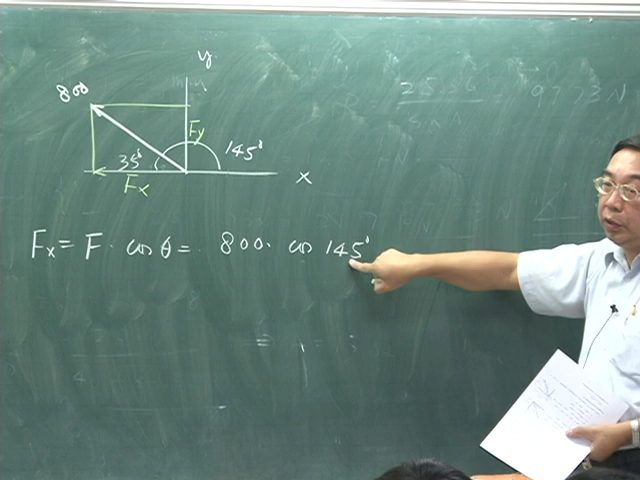 y
800
Fy
35°
145°
Fx
x
Fx = F · cos θ = 800 · cos 145°